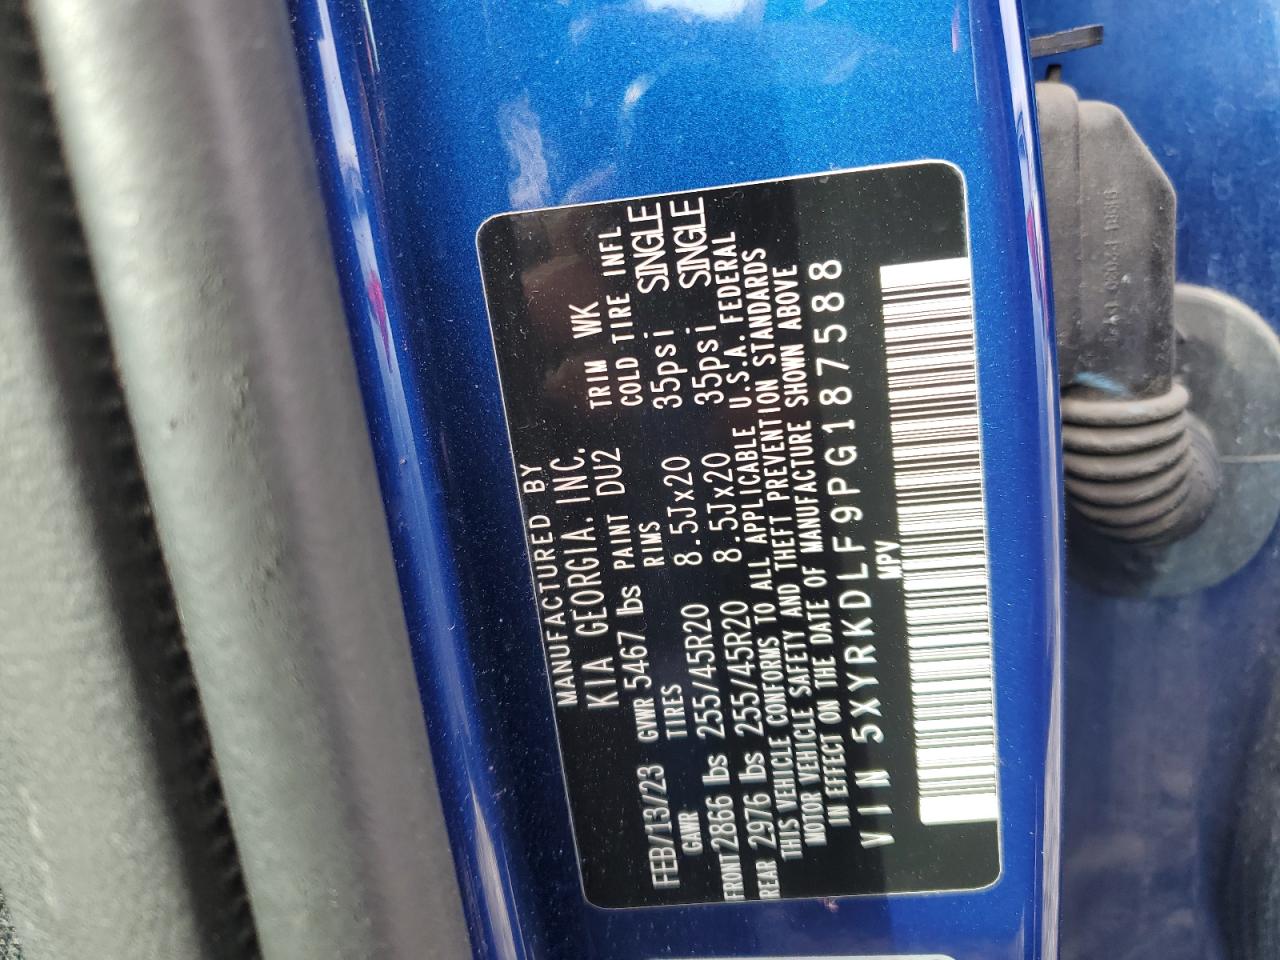 MANUFACTURED BY
KIA GEORGIA. INC.
TRIM WK
FEB/13/23 GVWR 5467 lbs PAINT DU2
GAWR TIRES RIMS COLD TIRE INFL
FRONT 2866 lbs 255/45R20 8.5Jx20 35psi SINGLE
REAR 2976 lbs 255/45R20 8.5Jx20 35psi SINGLE
THIS VEHICLE CONFORMS TO ALL APPLICABLE U.S.A. FEDERAL
MOTOR VEHICLE SAFETY AND THEFT PREVENTION STANDARDS
IN EFFECT ON THE DATE OF MANUFACTURE SHOWN ABOVE
VIN 5XYRKDLF9PG187588
MPV